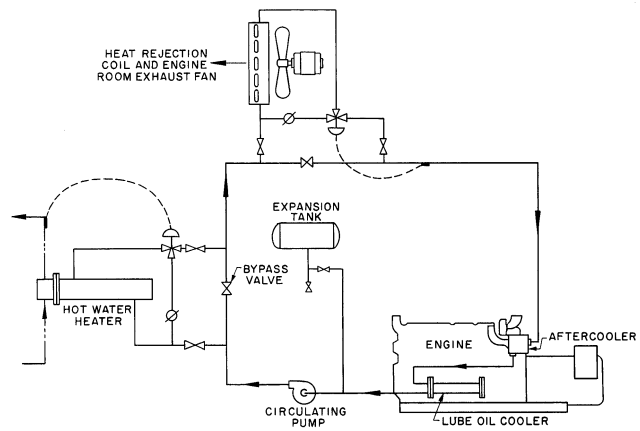 HEAT REJECTION
COIL AND ENGINE
ROOM EXHAUST FAN
EXPANSION
TANK
BYPASS
VALVE
HOT WATER
HEATER
ENGINE
AFTERCOOLER
CIRCULATING
PUMP
LUBE OIL COOLER